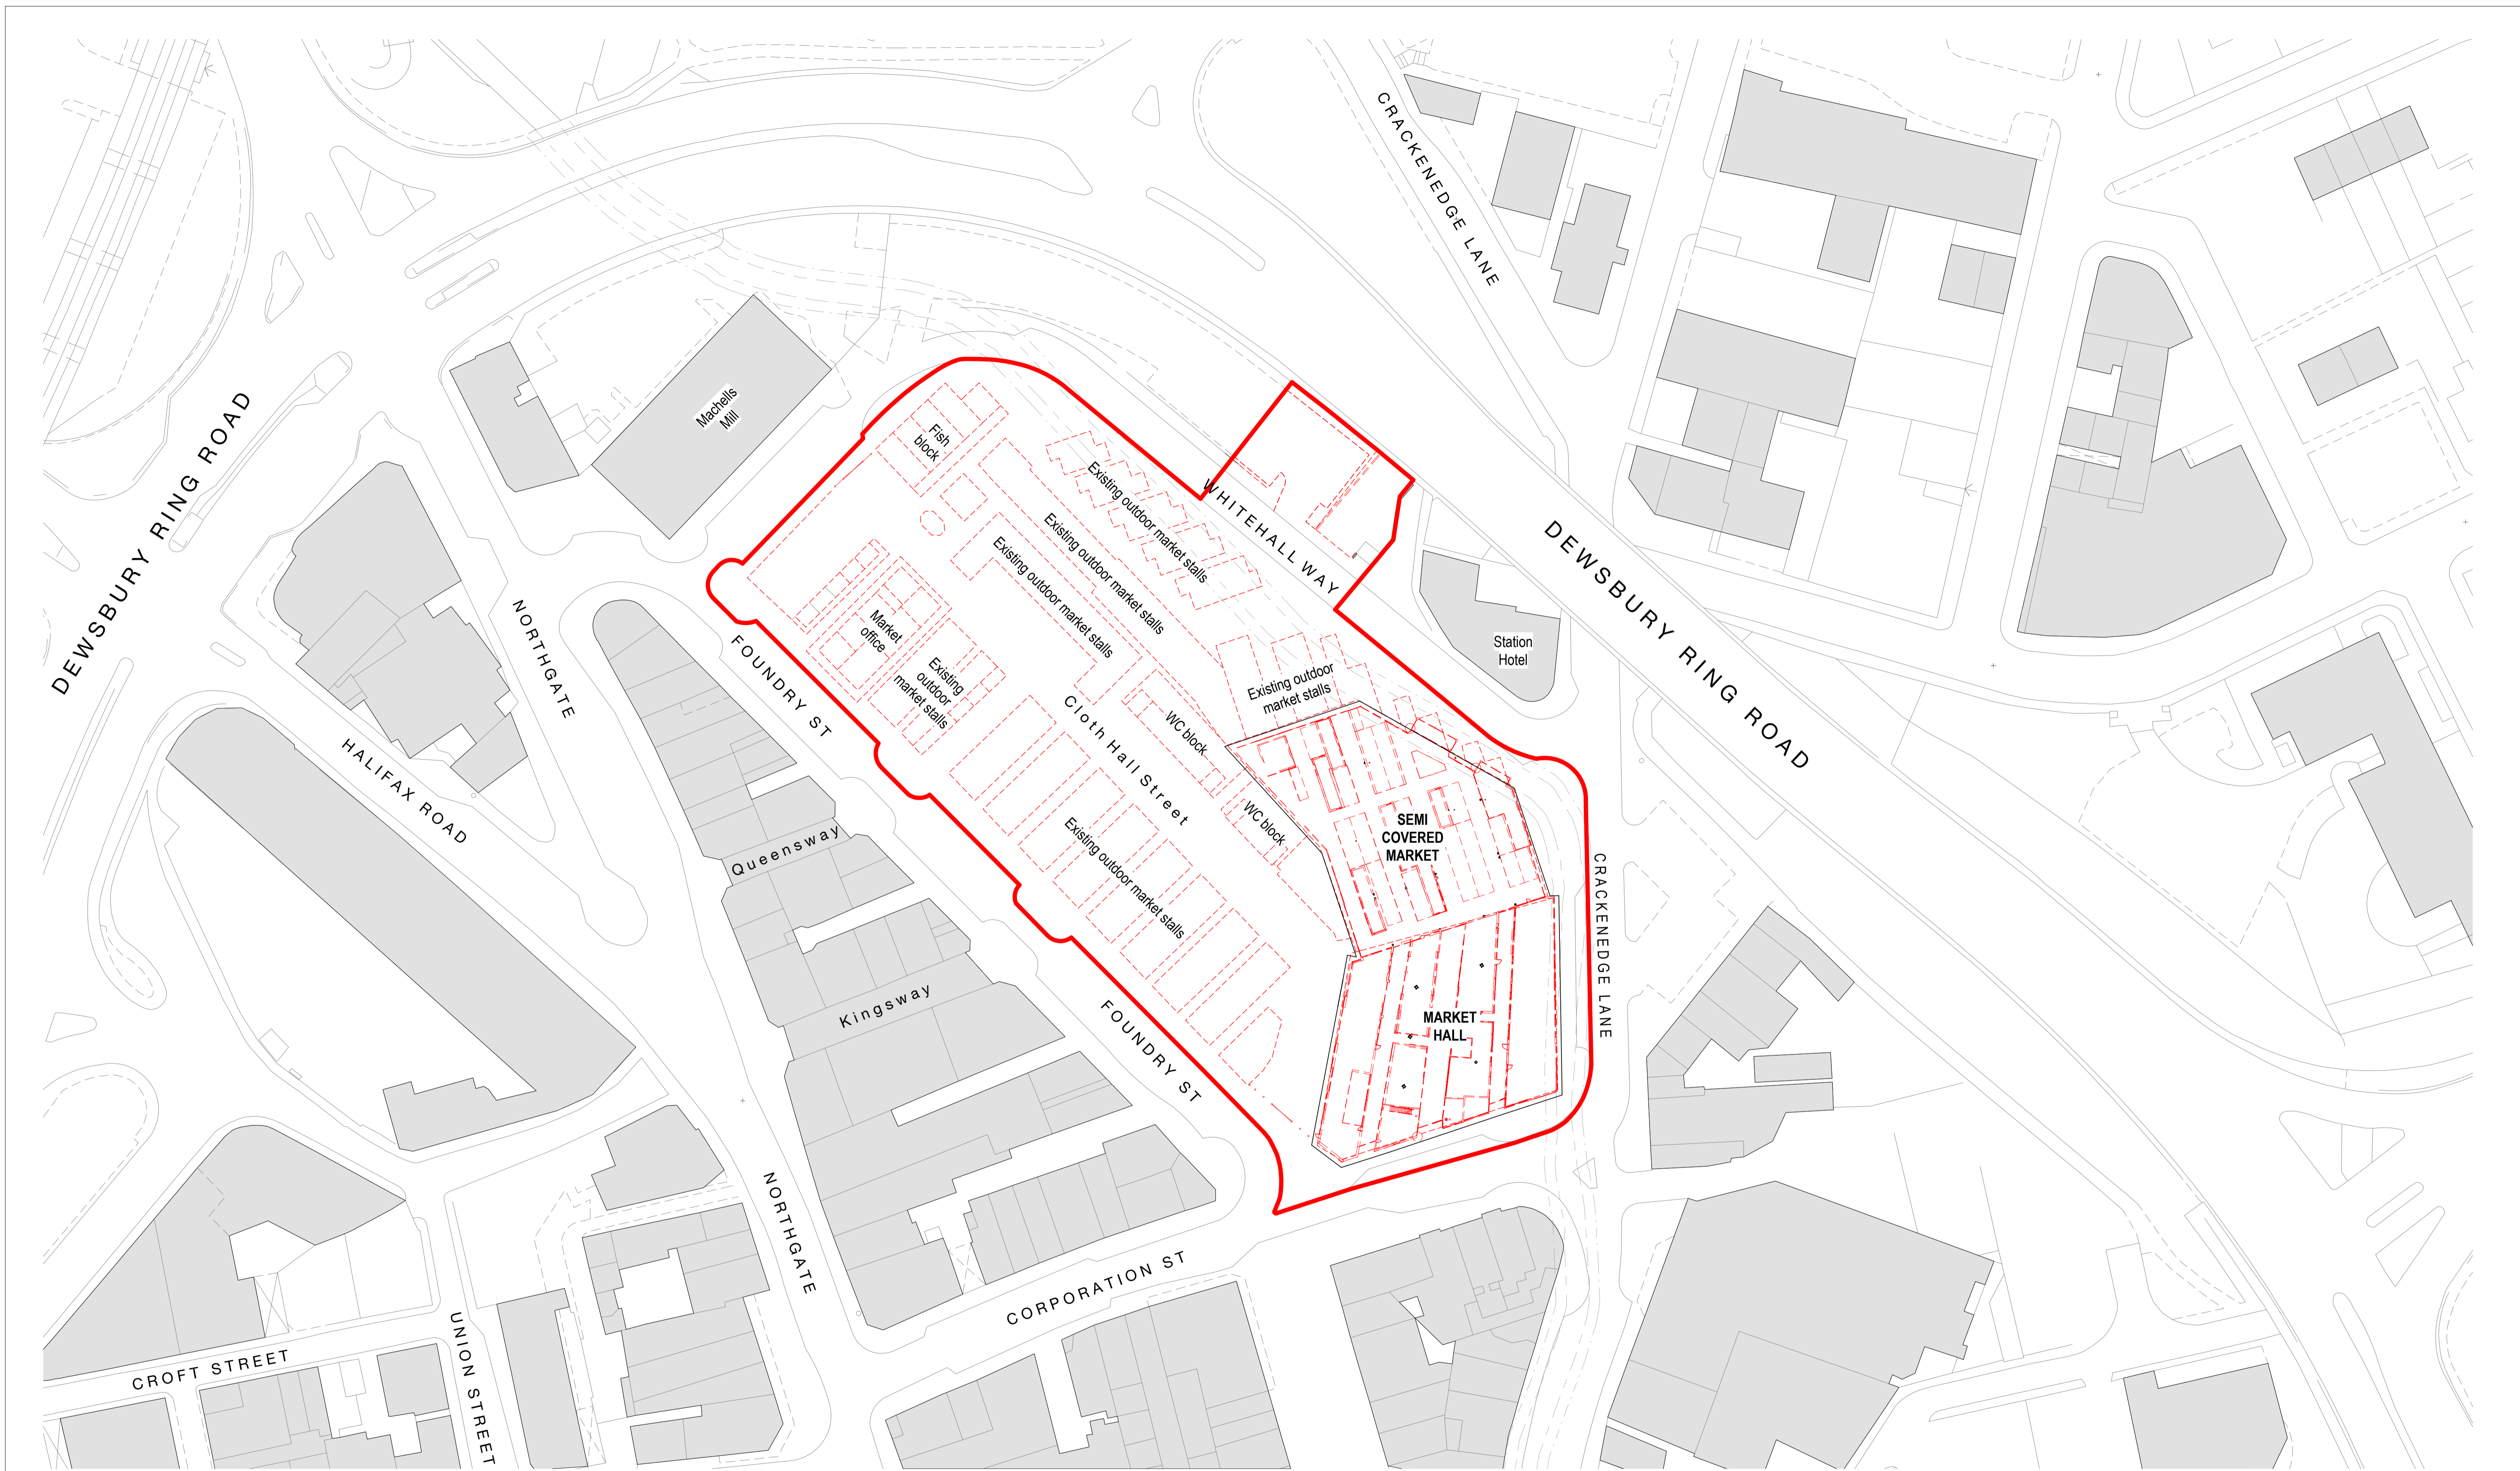 CRACKENEDGE LANE
DEWSBURY RING ROAD
Machells
Mill
Fish
block
Existing outdoor market stalls
Existing outdoor market stalls
Existing outdoor market stalls
WHITEHALL WAY
DEWSBURY RING ROAD
NORTHGATE
FOUNDRY ST
Market
office
Existing
outdoor
market stalls
Station
Hotel
Existing outdoor
market stalls
Cloth Hall Street
WC block
WC block
HALIFAX ROAD
Queensway
Existing outdoor market stalls
SEMI
COVERED
MARKET
CRACKENEDGE LANE
Kingsway
FOUNDRY ST
MARKET
HALL
NORTHGATE
CORPORATION ST
UNION STREET
CROFT STREET